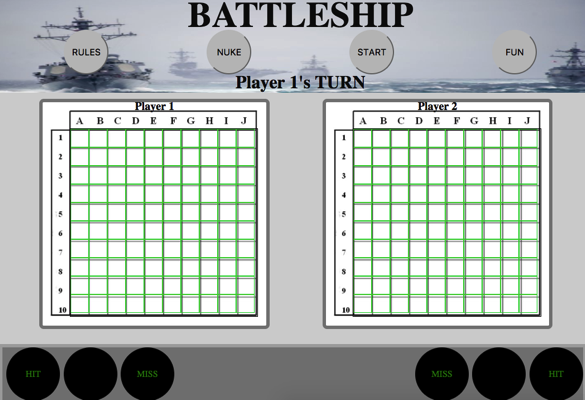 BATTLESHIP
RULES NUKE START FUN
Player 1's TURN
Player 1 Player 2
A B C D E F G H I J A B C D E F G H I J
1 1
2 2
3 3
4 4
5 5
6 6
7 7
8 8
9 9
10 10
HIT MISS MISS HIT